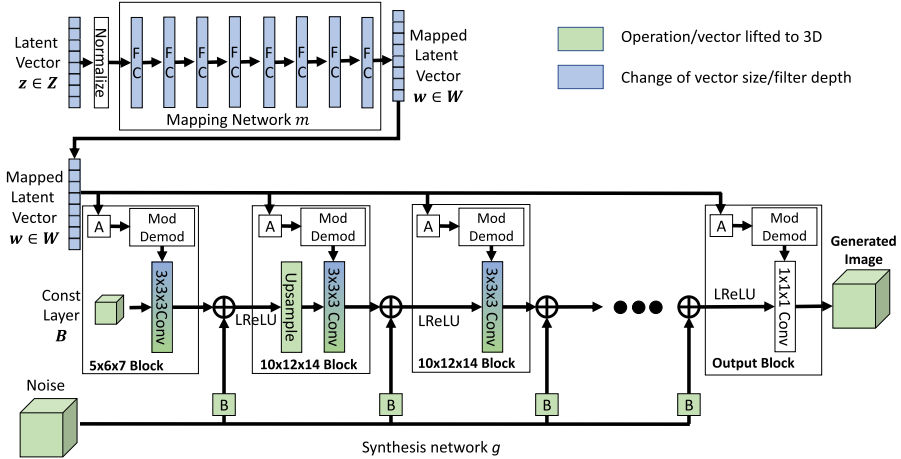 Latent
Vector
z ∈ Z
Normalize
F C
F C
F C
F C
F C
F C
F C
F C
Mapping Network m
Mapped
Latent
Vector
w ∈ W
Operation/vector lifted to 3D
Change of vector size/filter depth
Mapped
Latent
Vector
w ∈ W
A
Mod
Demod
A
Mod
Demod
A
Mod
Demod
A
Mod
Demod
Const
Layer
B
3x3x3Conv
5x6x7 Block
LReLU
Upsample
3x3x3 Conv
10x12x14 Block
LReLU
3x3x3 Conv
10x12x14 Block
LReLU
1x1x1 Conv
Output Block
Generated
Image
Noise
B
B
B
B
Synthesis network g